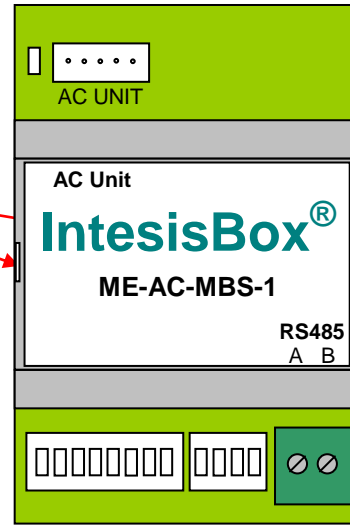 AC UNIT
AC Unit
IntesisBox®
ME-AC-MBS-1
RS485
A B